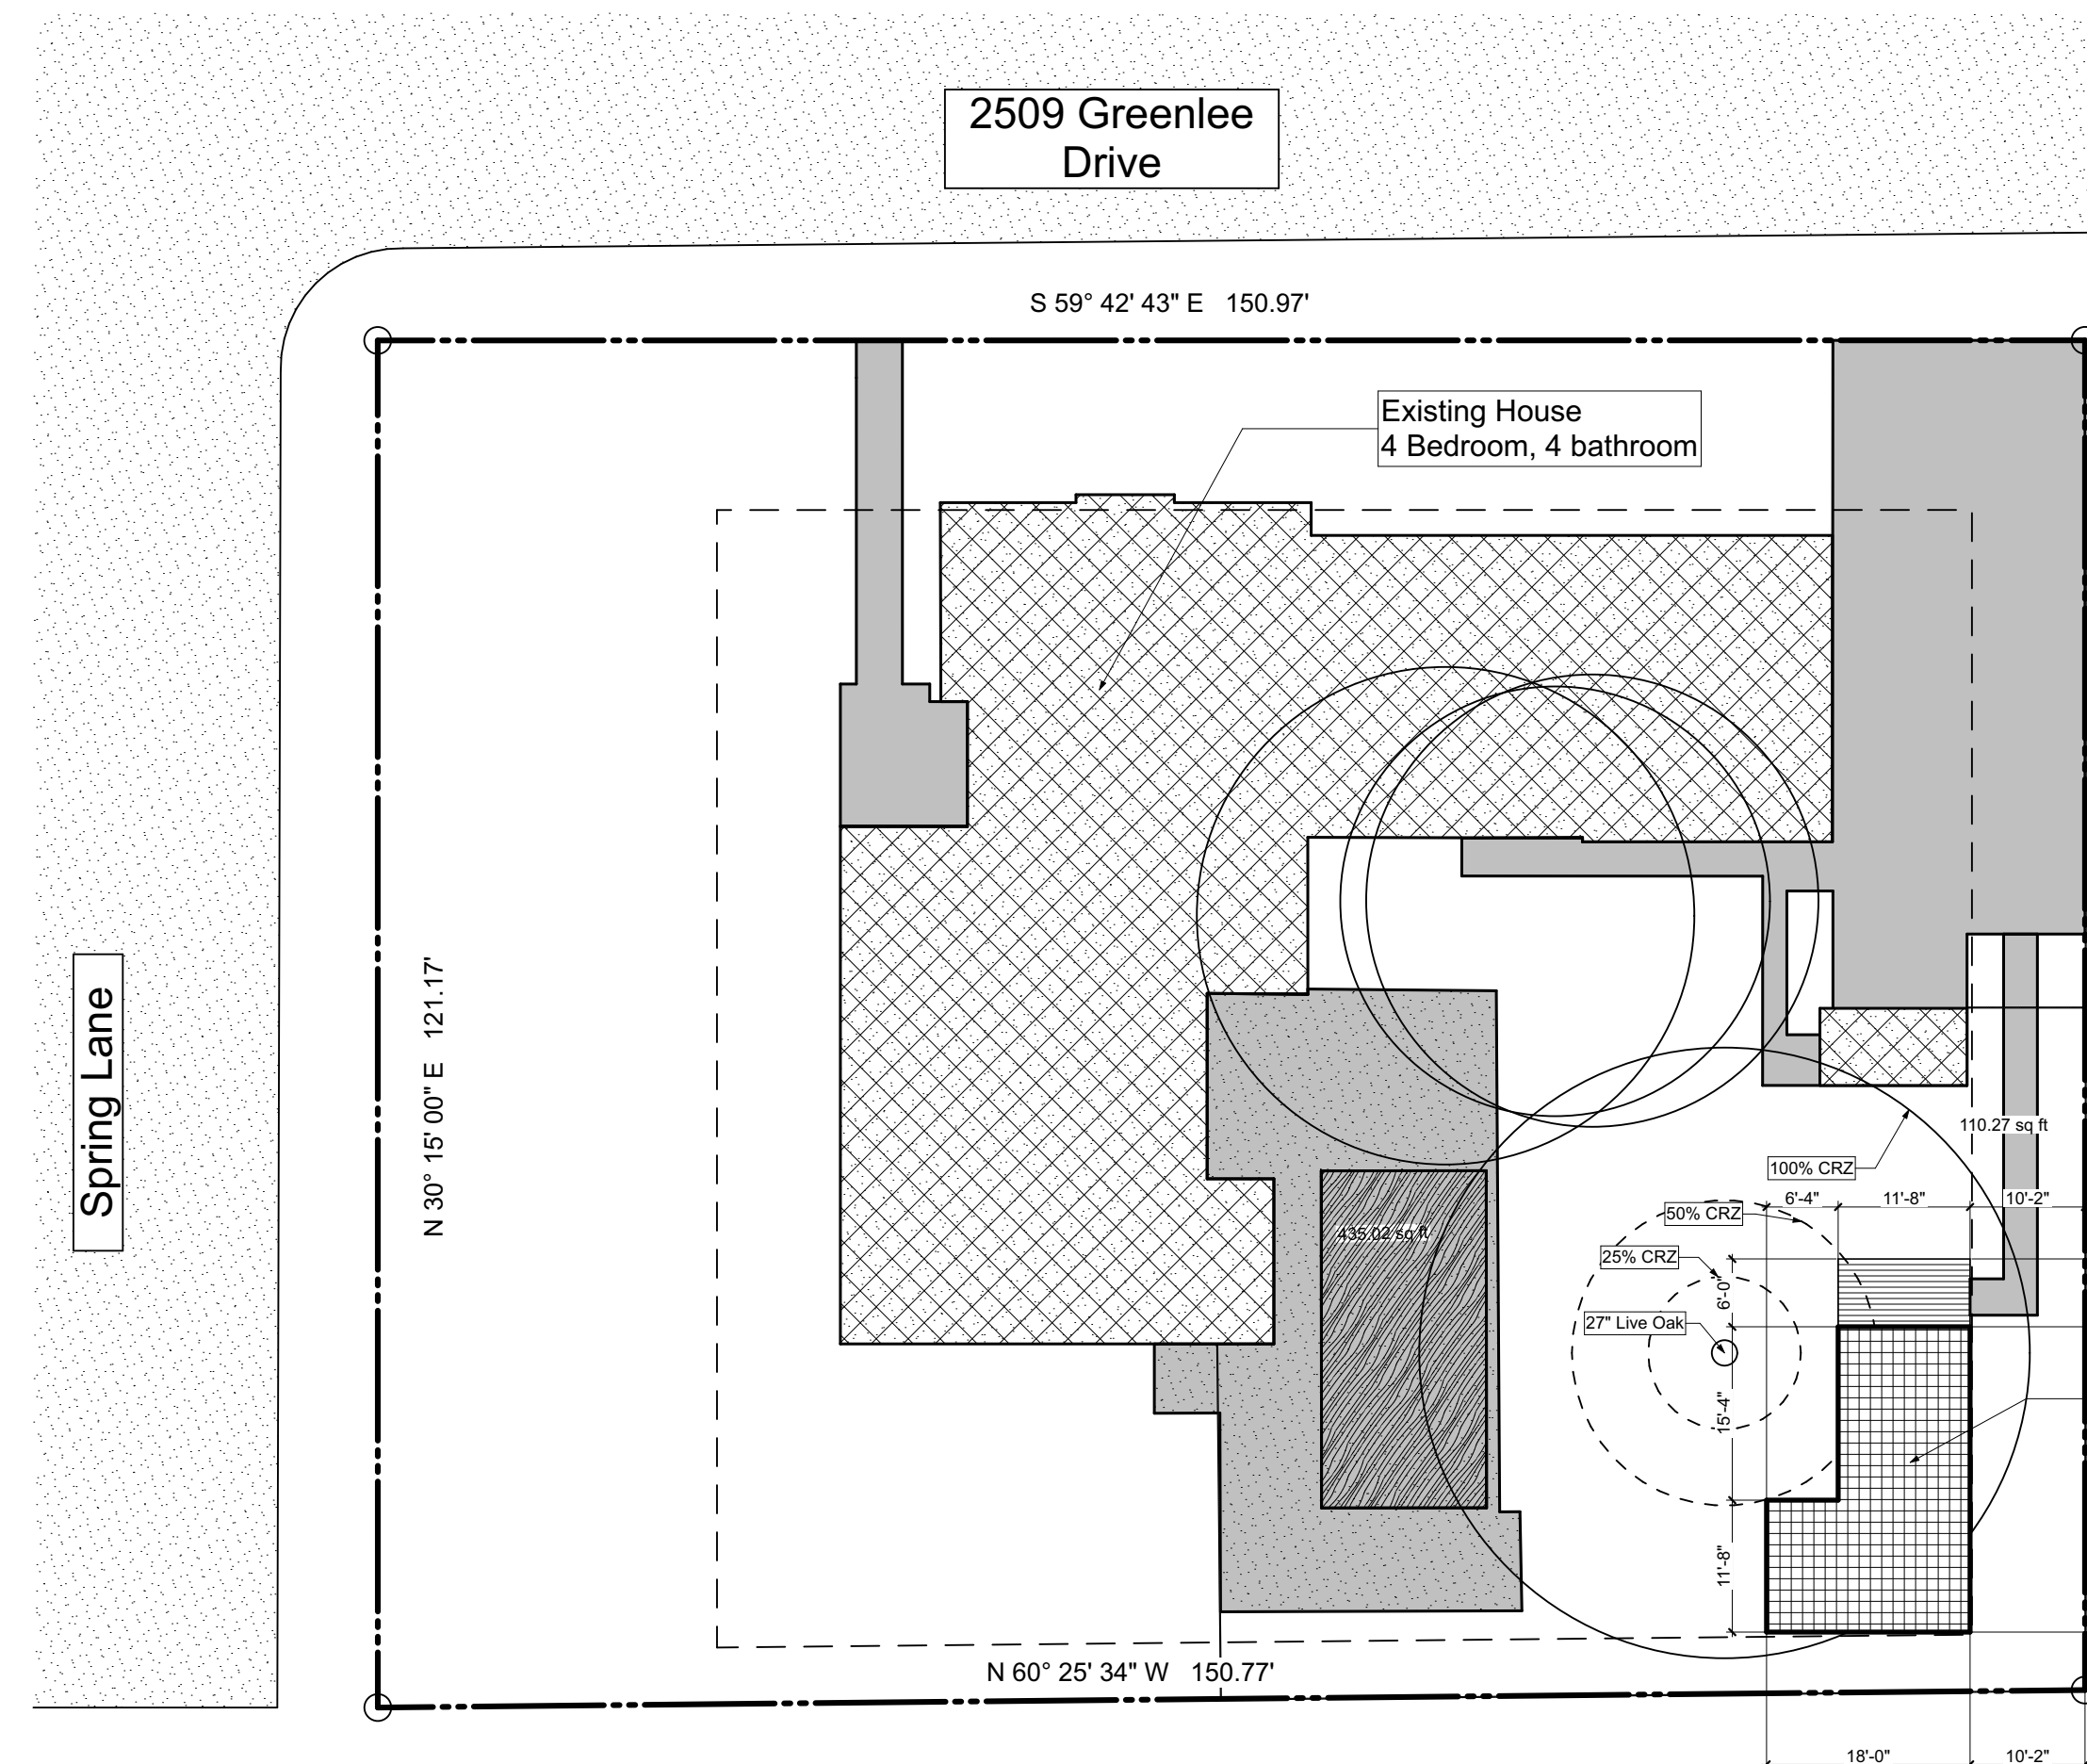 2509 Greenlee
Drive
S 59° 42' 43" E 150.97'
Existing House
4 Bedroom, 4 bathroom
Spring Lane
N 30° 15' 00" E 121.17'
110.27 sq ft
100% CRZ
6'-4"
11'-8"
10'-2"
50% CRZ
435.02 sq ft
25% CRZ
6'-0"
27" Live Oak
15'-4"
11'-8"
N 60° 25' 34" W 150.77'
18'-0"
10'-2"